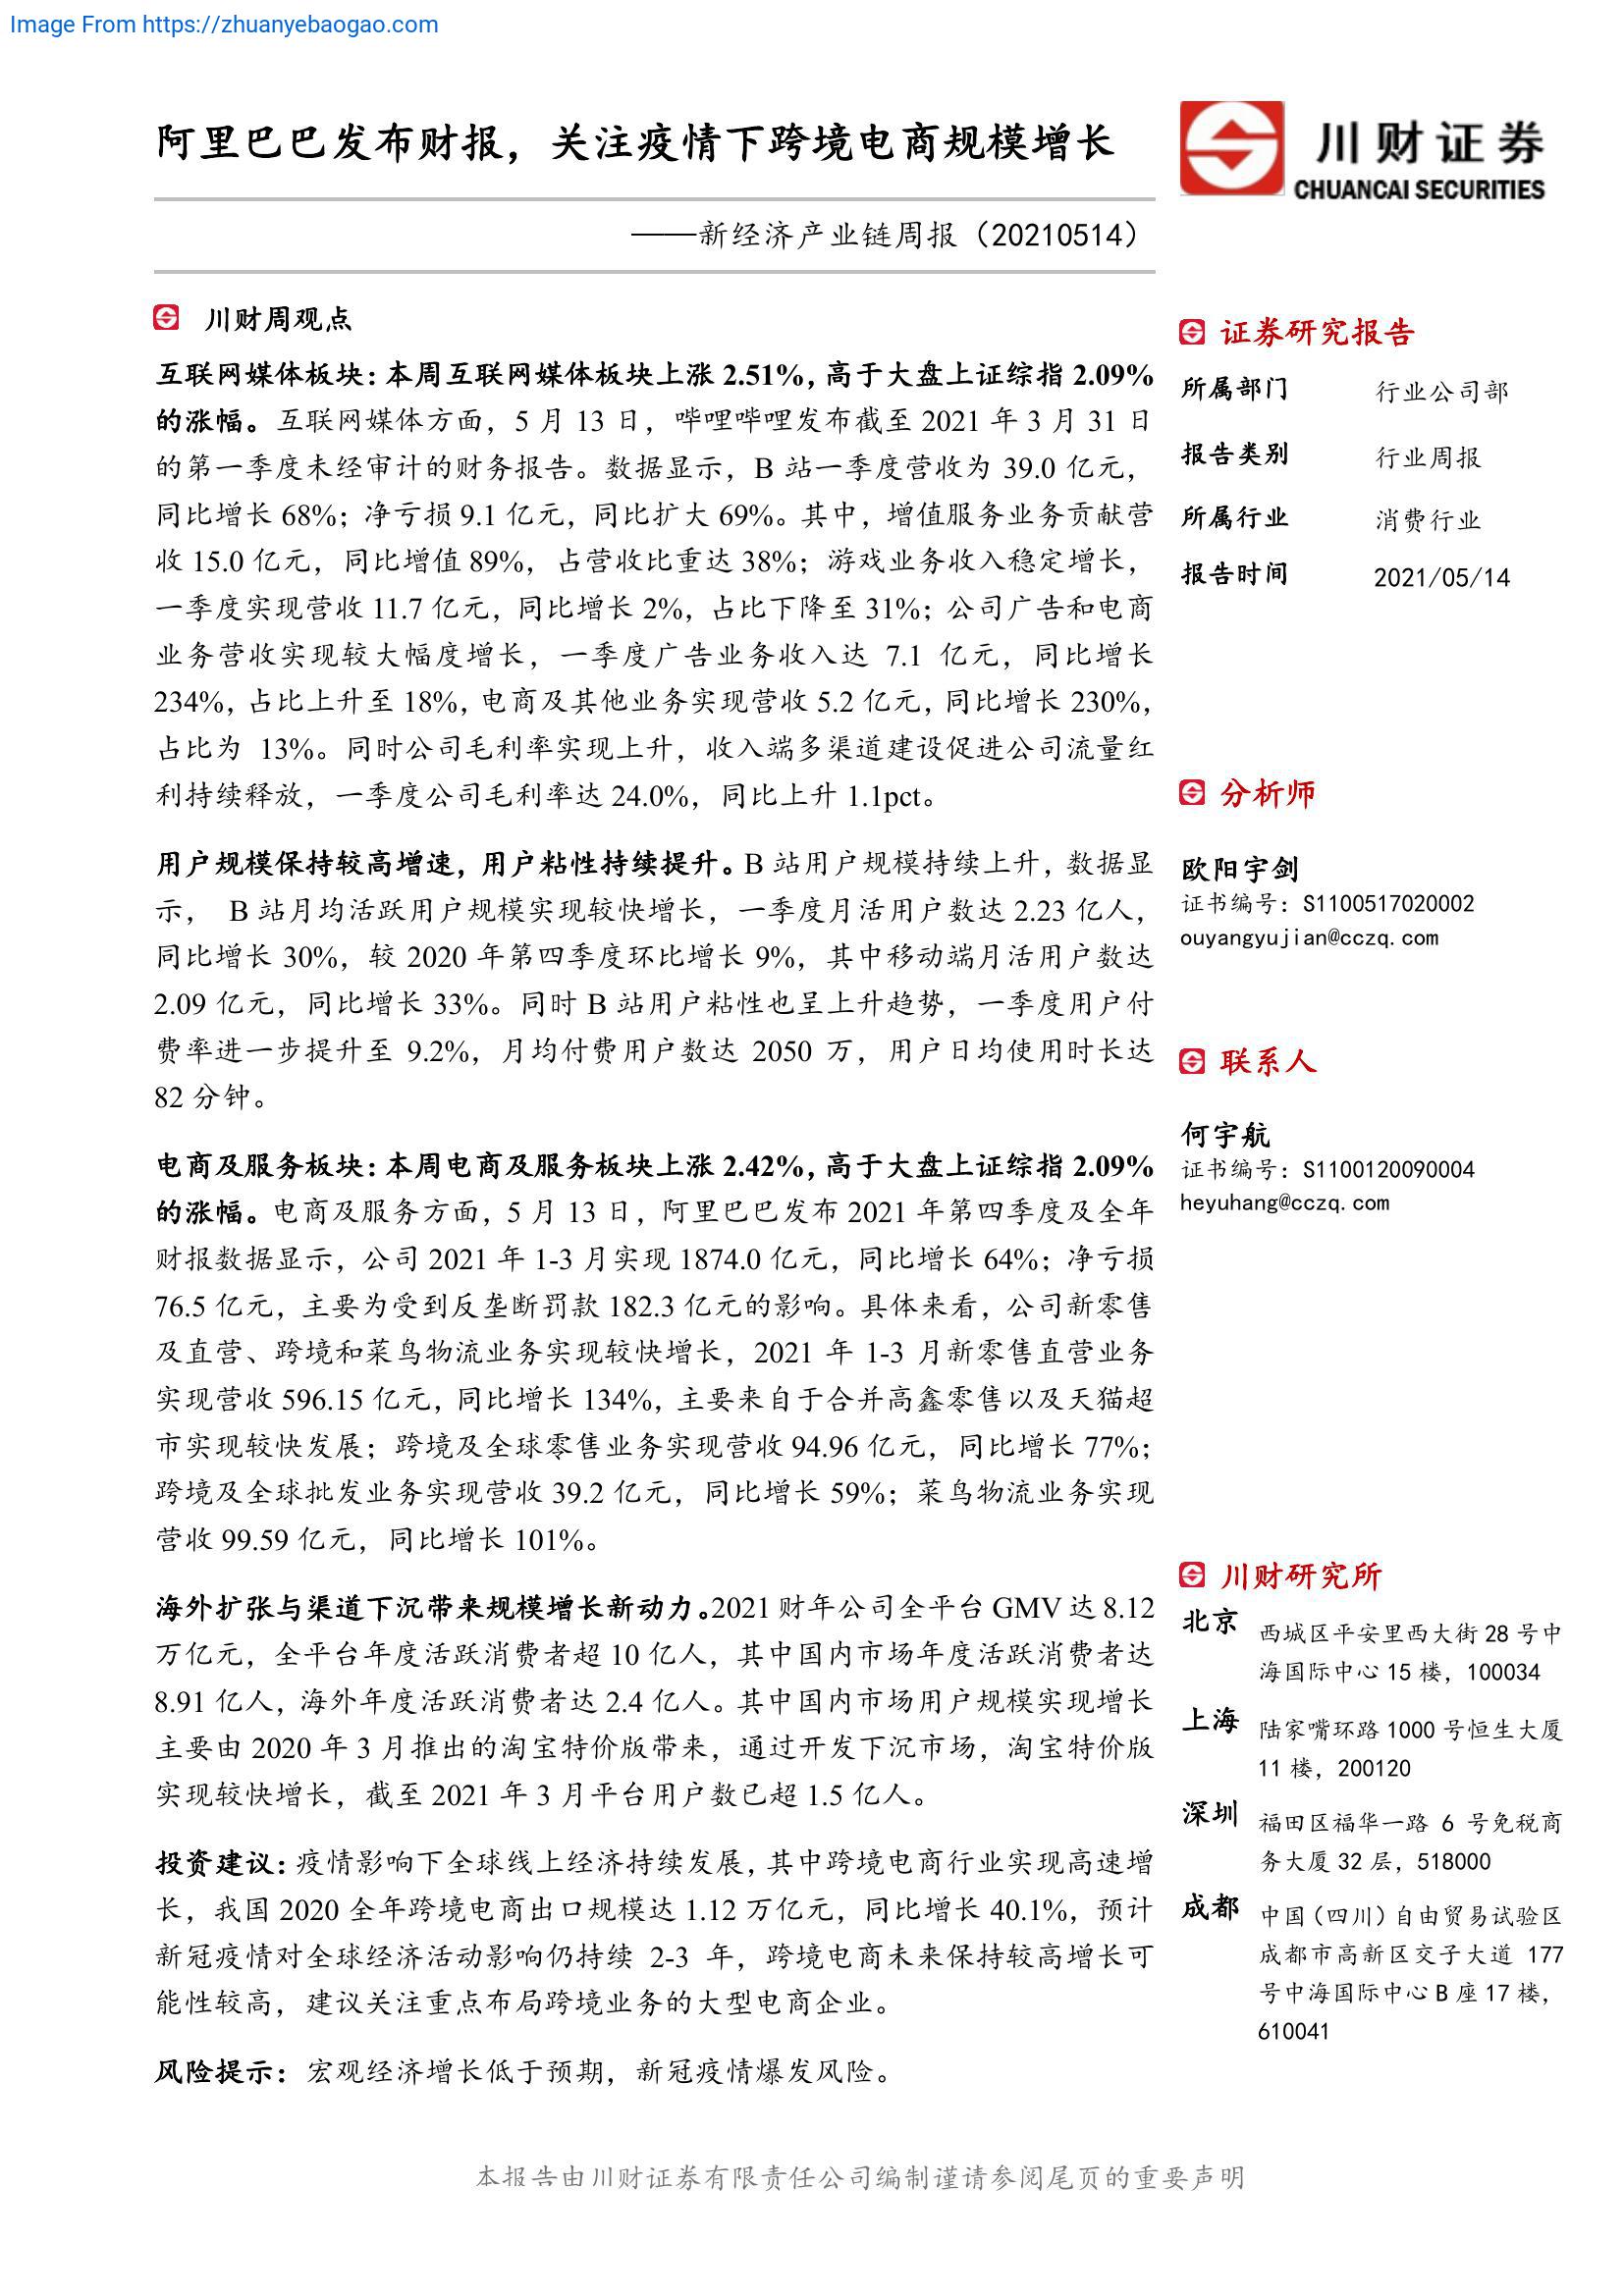 Image From https://zhuanyebaogao.com
阿里巴巴发布财报，关注疫情下跨境电商规模增长
川财证券
CHUANCAI SECURITIES
——新经济产业链周报（20210514）
川财周观点
互联网媒体板块：本周互联网媒体板块上涨 2.51%，高于大盘上证综指 2.09%
的涨幅。互联网媒体方面，5 月 13 日，哔哩哔哩发布截至 2021 年 3 月 31 日
的第一季度未经审计的财务报告。数据显示，B 站一季度营收为 39.0 亿元，
同比增长 68%；净亏损 9.1 亿元，同比扩大 69%。其中，增值服务业务贡献营
收 15.0 亿元，同比增值 89%，占营收比重达 38%；游戏业务收入稳定增长，
一季度实现营收 11.7 亿元，同比增长 2%，占比下降至 31%；公司广告和电商
业务营收实现较大幅度增长，一季度广告业务收入达 7.1 亿元，同比增长
234%，占比上升至 18%，电商及其他业务实现营收 5.2 亿元，同比增长 230%，
占比为 13%。同时公司毛利率实现上升，收入端多渠道建设促进公司流量红
利持续释放，一季度公司毛利率达 24.0%，同比上升 1.1pct。
用户规模保持较高增速，用户粘性持续提升。B 站用户规模持续上升，数据显
示， B 站月均活跃用户规模实现较快增长，一季度月活用户数达 2.23 亿人，
同比增长 30%，较 2020 年第四季度环比增长 9%，其中移动端月活用户数达
2.09 亿元，同比增长 33%。同时 B 站用户粘性也呈上升趋势，一季度用户付
费率进一步提升至 9.2%，月均付费用户数达 2050 万，用户日均使用时长达
82 分钟。
电商及服务板块：本周电商及服务板块上涨 2.42%，高于大盘上证综指 2.09%
的涨幅。电商及服务方面，5 月 13 日，阿里巴巴发布 2021 年第四季度及全年
财报数据显示，公司 2021 年 1-3 月实现 1874.0 亿元，同比增长 64%；净亏损
76.5 亿元，主要为受到反垄断罚款 182.3 亿元的影响。具体来看，公司新零售
及直营、跨境和菜鸟物流业务实现较快增长，2021 年 1-3 月新零售直营业务
实现营收 596.15 亿元，同比增长 134%，主要来自于合并高鑫零售以及天猫超
市实现较快发展；跨境及全球零售业务实现营收 94.96 亿元，同比增长 77%；
跨境及全球批发业务实现营收 39.2 亿元，同比增长 59%；菜鸟物流业务实现
营收 99.59 亿元，同比增长 101%。
海外扩张与渠道下沉带来规模增长新动力。2021 财年公司全平台 GMV 达 8.12
万亿元，全平台年度活跃消费者超 10 亿人，其中国内市场年度活跃消费者达
8.91 亿人，海外年度活跃消费者达 2.4 亿人。其中国内市场用户规模实现增长
主要由 2020 年 3 月推出的淘宝特价版带来，通过开发下沉市场，淘宝特价版
实现较快增长，截至 2021 年 3 月平台用户数已超 1.5 亿人。
投资建议：疫情影响下全球线上经济持续发展，其中跨境电商行业实现高速增
长，我国 2020 全年跨境电商出口规模达 1.12 万亿元，同比增长 40.1%，预计
新冠疫情对全球经济活动影响仍持续 2-3 年，跨境电商未来保持较高增长可
能性较高，建议关注重点布局跨境业务的大型电商企业。
风险提示：宏观经济增长低于预期，新冠疫情爆发风险。
证券研究报告
所属部门 行业公司部
报告类别 行业周报
所属行业 消费行业
报告时间 2021/05/14
分析师
欧阳宇剑
证书编号：S1100517020002
ouyangyujian@cczq.com
联系人
何宇航
证书编号：S1100120090004
heyuhang@cczq.com
川财研究所
北京 西城区平安里西大街 28 号中
海国际中心 15 楼，100034
上海 陆家嘴环路 1000 号恒生大厦
11 楼，200120
深圳 福田区福华一路 6 号免税商
务大厦 32 层，518000
成都 中国（四川）自由贸易试验区
成都市高新区交子大道 177
号中海国际中心 B 座 17 楼，
610041
本报告由川财证券有限责任公司编制谨请参阅尾页的重要声明